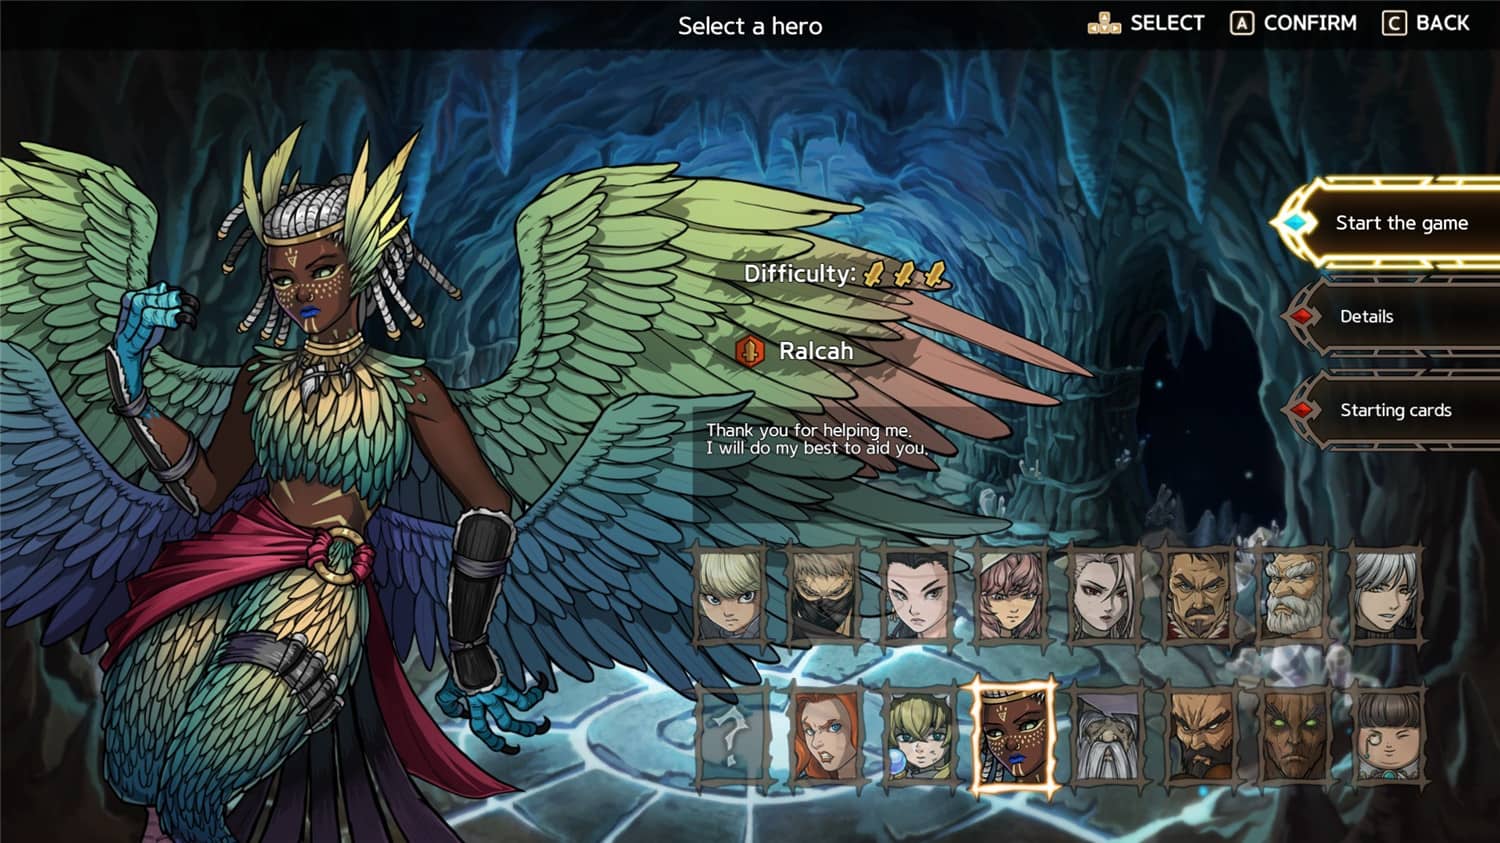 Select a hero
SELECT
A CONFIRM
C BACK
Start the game
Difficulty:
Details
Ralcah
Starting cards
Thank you for helping me.
I will do my best to aid you.
?